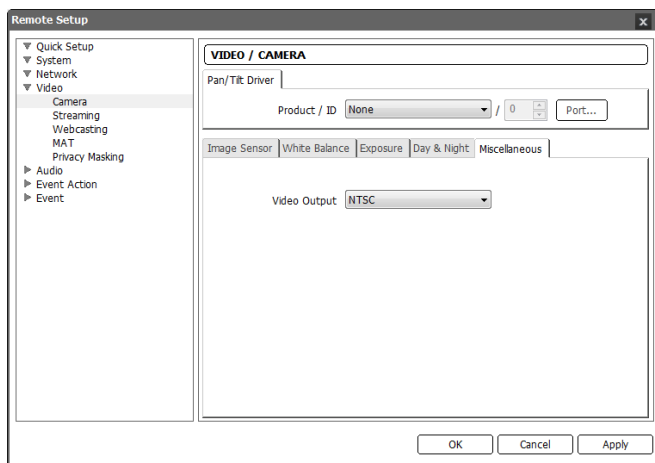 Remote Setup
x
Quick Setup
System
Network
Video
Camera
Streaming
Webcasting
MAT
Privacy Masking
Audio
Event Action
Event
VIDEO / CAMERA
Pan/Tilt Driver
Product / ID None / 0 Port...
Image Sensor White Balance Exposure Day & Night Miscellaneous
Video Output NTSC
OK Cancel Apply